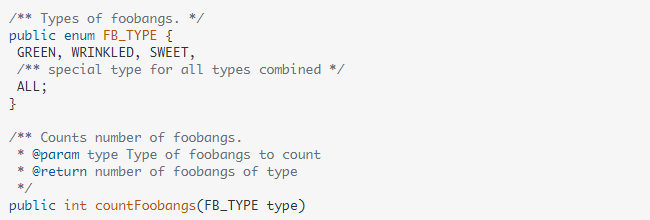 /** Types of foobangs. */
public enum FB_TYPE {
 GREEN, WRINKLED, SWEET,
 /** special type for all types combined */
 ALL;
}

/** Counts number of foobangs.
 * @param type Type of foobangs to count
 * @return number of foobangs of type
 */
public int countFoobangs(FB_TYPE type)